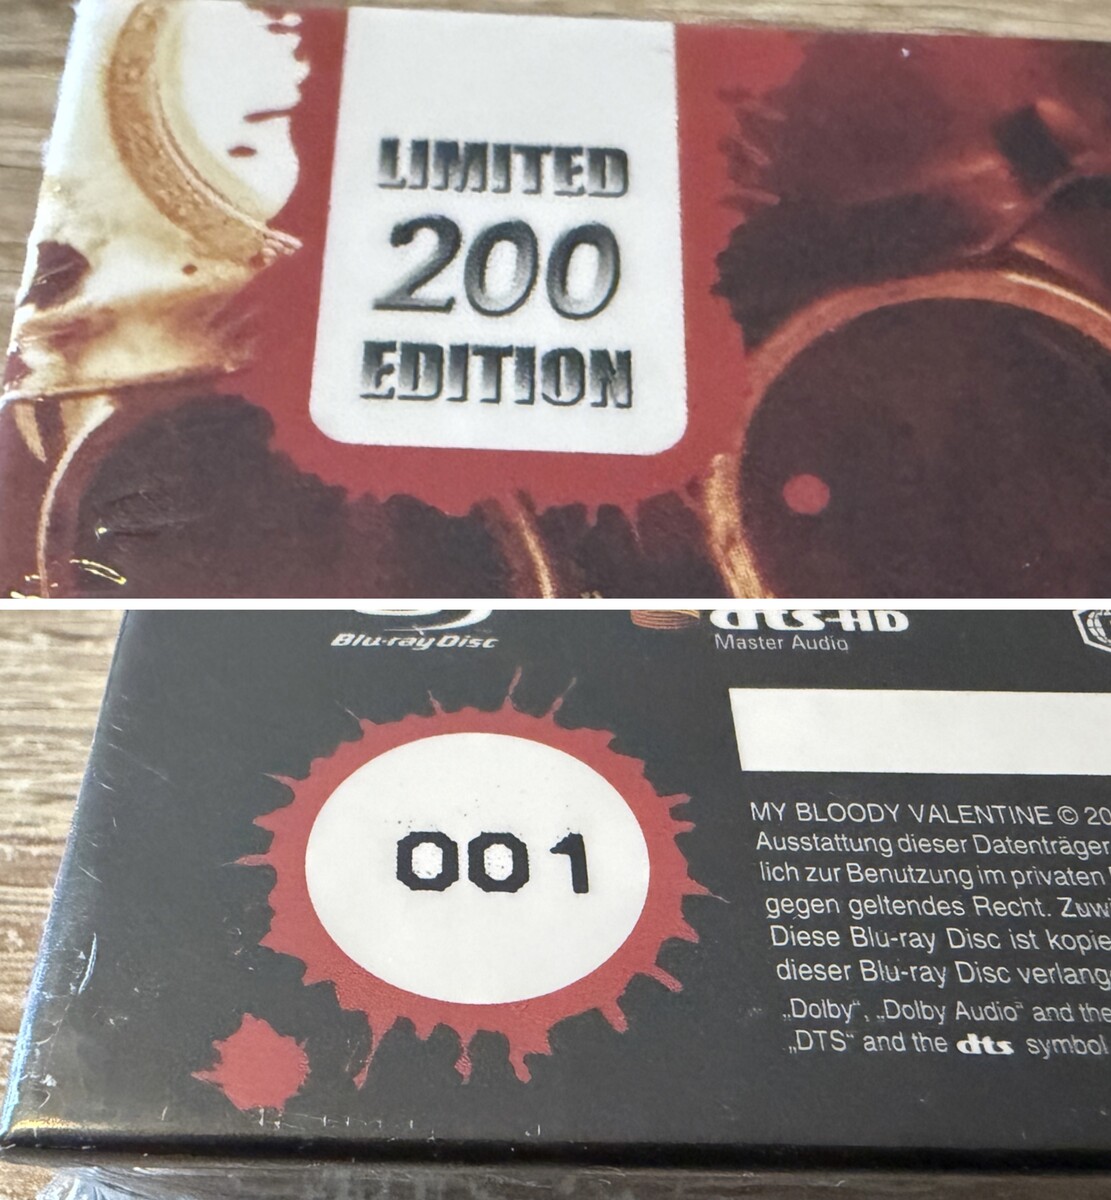 LIMITED
200
EDITION
Blu-ray Disc
dts-HD
Master Audio
001
MY BLOODY VALENTINE © 20
Ausstattung dieser Datenträger
lich zur Benutzung im privaten
gegen geltendes Recht. Zuw
Diese Blu-ray Disc ist kopie
dieser Blu-ray Disc verlang
„Dolby“, „Dolby Audio“ and the
„DTS“ and the dts symbol